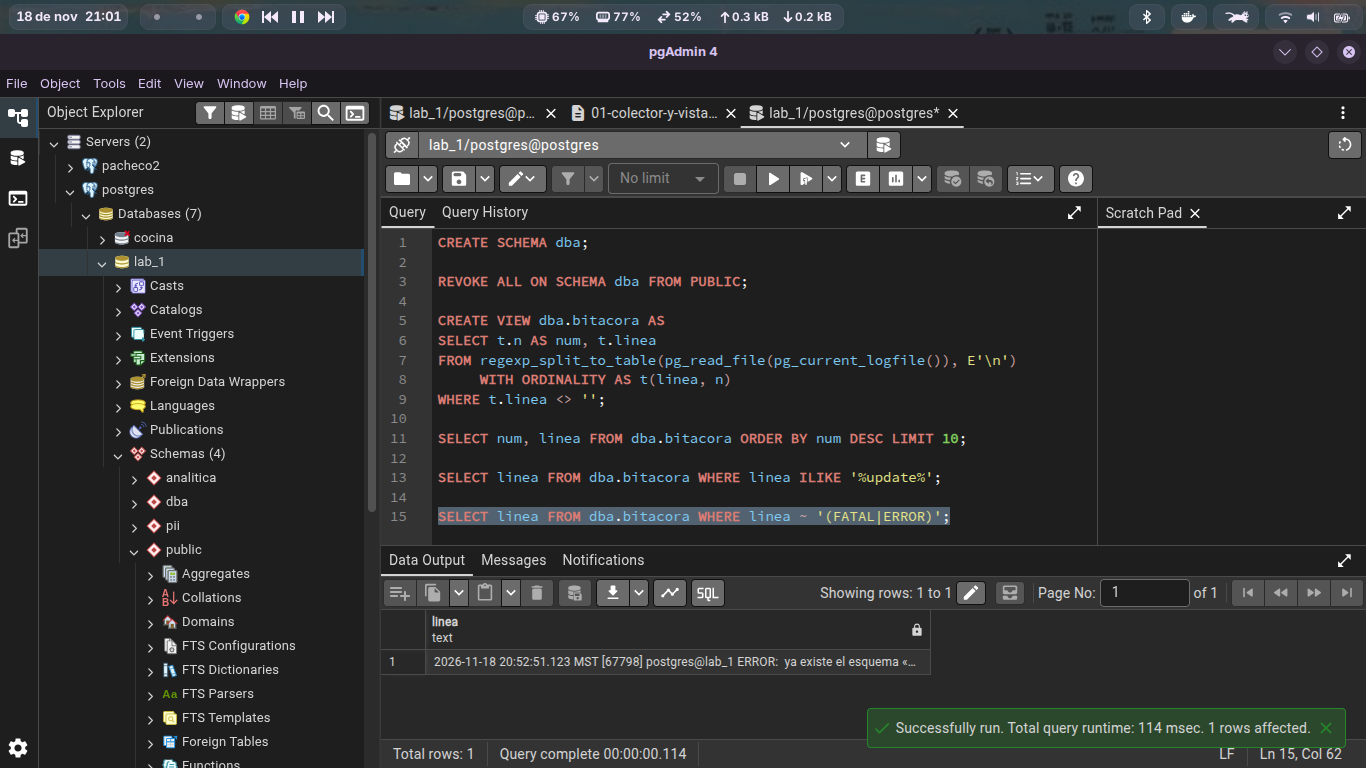 18 de nov 21:01
67% 77% 52% 0.3 kB 0.2 kB
pgAdmin 4
File Object Tools Edit View Window Help
Object Explorer
Servers (2)
pacheco2
postgres
Databases (7)
cocina
lab_1
Casts
Catalogs
Event Triggers
Extensions
Foreign Data Wrappers
Languages
Publications
Schemas (4)
analitica
dba
pii
public
Aggregates
Collations
Domains
FTS Configurations
FTS Dictionaries
Aa FTS Parsers
FTS Templates
Foreign Tables
Functions
lab_1/postgres@p...
01-colector-y-vista...
lab_1/postgres@postgres*
lab_1/postgres@postgres
No limit
E
Query Query History
Scratch Pad
1 CREATE SCHEMA dba;
2
3 REVOKE ALL ON SCHEMA dba FROM PUBLIC;
4
5 CREATE VIEW dba.bitacora AS
6 SELECT t.n AS num, t.linea
7 FROM regexp_split_to_table(pg_read_file(pg_current_logfile()), E'\n')
8 WITH ORDINALITY AS t(linea, n)
9 WHERE t.linea <> '';
10
11 SELECT num, linea FROM dba.bitacora ORDER BY num DESC LIMIT 10;
12
13 SELECT linea FROM dba.bitacora WHERE linea ILIKE '%update%';
14
15 SELECT linea FROM dba.bitacora WHERE linea ~ '(FATAL|ERROR)';
Data Output Messages Notifications
SQL
Showing rows: 1 to 1
Page No: 1 of 1
linea
text
1 2026-11-18 20:52:51.123 MST [67798] postgres@lab_1 ERROR: ya existe el esquema «...
Successfully run. Total query runtime: 114 msec. 1 rows affected.
Total rows: 1 Query complete 00:00:00.114 LF Ln 15, Col 62